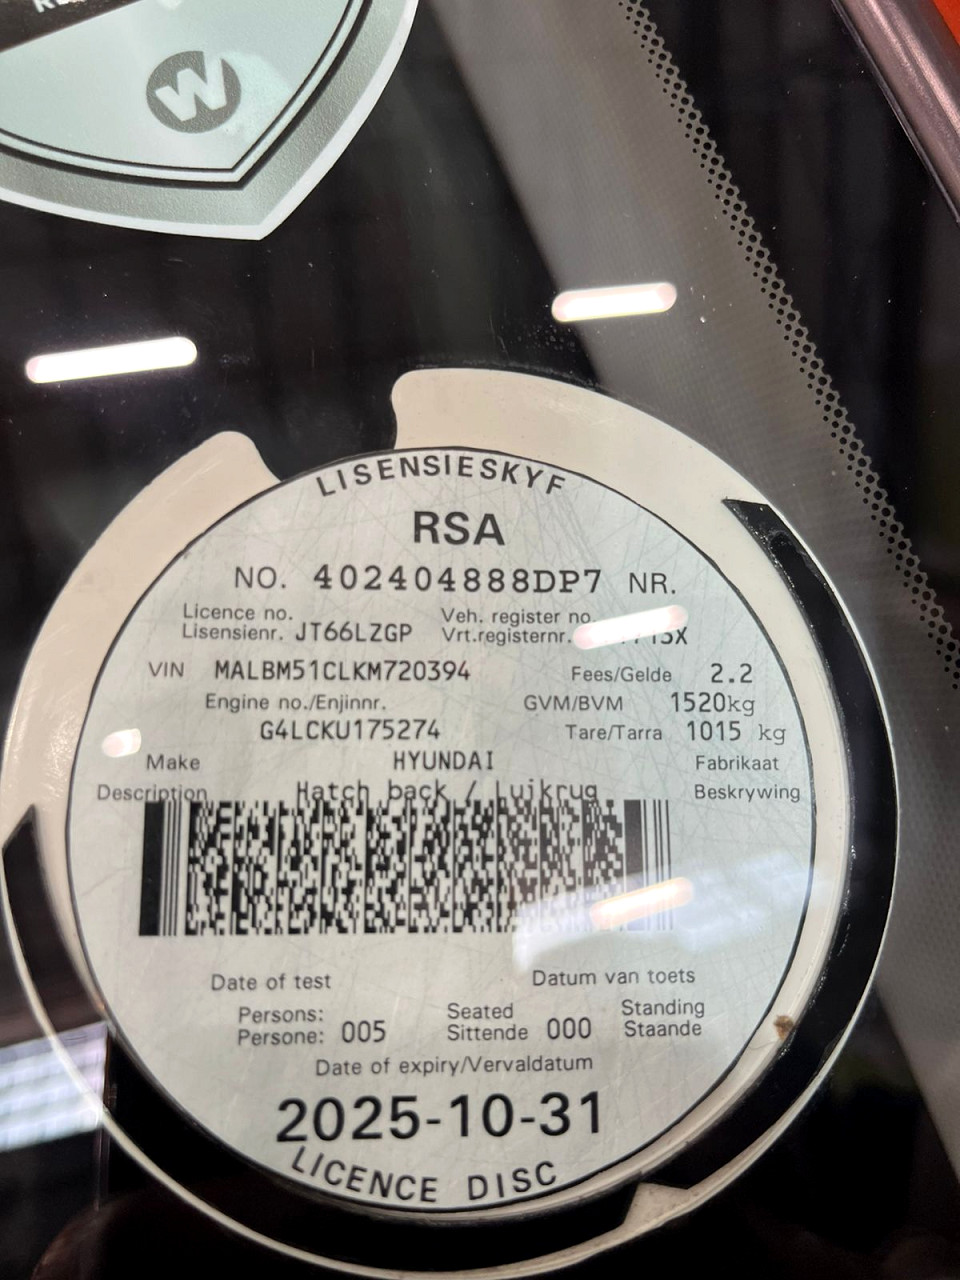 W
LISENSIESKYF
RSA
NO. 402404888DP7 NR.
Licence no. Veh. register no.
Lisensienr. JT66LZGP Vrt.registernr.
VIN MALBM51CLKM720394 Fees/Gelde 2.2
Engine no./Enjinnr. GVM/BVM 1520kg
G4LCKU175274 Tare/Tarra 1015 kg
Make HYUNDAI Fabrikaat
Description Hatch back / Luikrug Beskrywing
Date of test Datum van toets
Persons: Seated Standing
Persone: 005 Sittende 000 Staande
Date of expiry/Vervaldatum
2025-10-31
LICENCE DISC